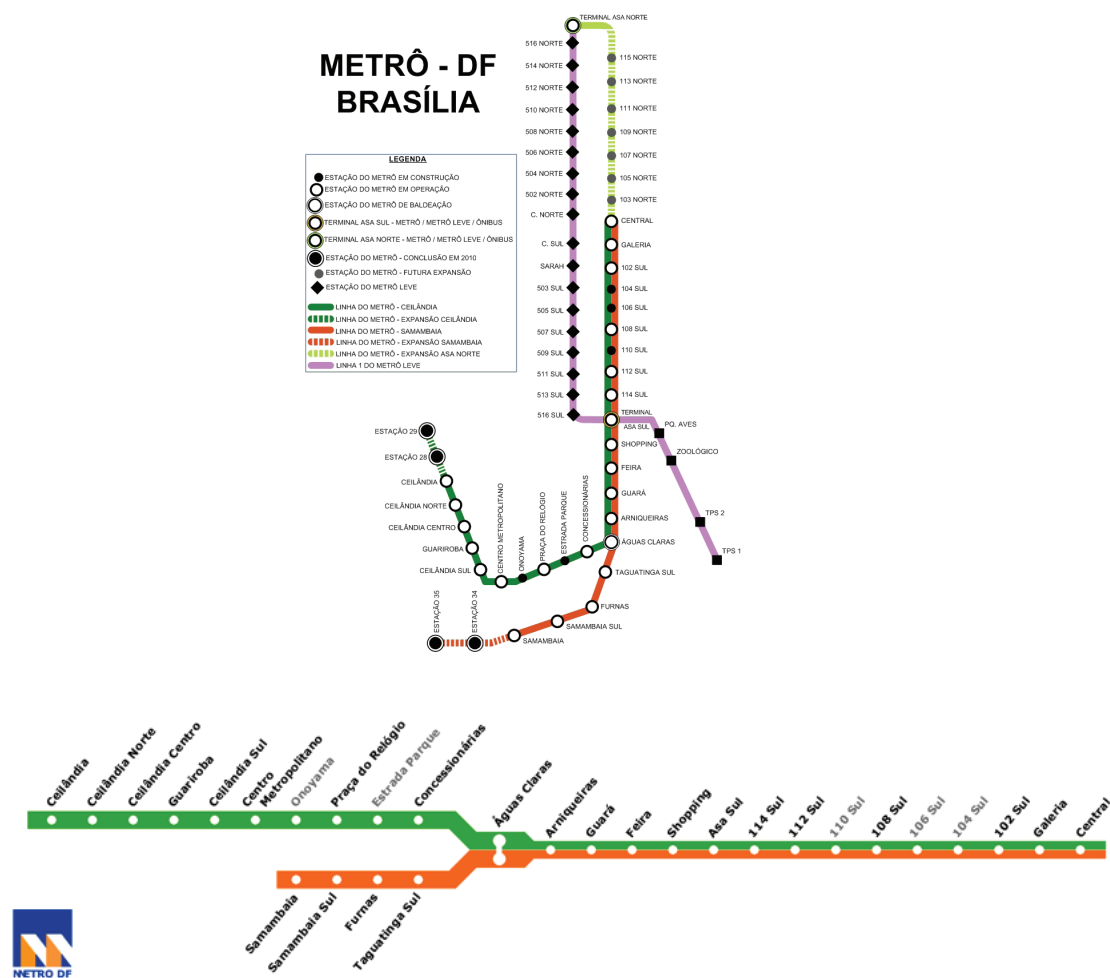 METRÔ - DF
BRASÍLIA
LEGENDA
ESTAÇÃO DO METRÔ EM CONSTRUÇÃO
ESTAÇÃO DO METRÔ EM OPERAÇÃO
ESTAÇÃO DO METRÔ DE BALDEAÇÃO
TERMINAL ASA SUL - METRÔ / METRÔ LEVE / ÔNIBUS
TERMINAL ASA NORTE - METRÔ / METRÔ LEVE / ÔNIBUS
ESTAÇÃO DO METRÔ - CONCLUSÃO EM 2010
ESTAÇÃO DO METRÔ - FUTURA EXPANSÃO
ESTAÇÃO DO METRÔ LEVE
LINHA DO METRÔ - CEILÂNDIA
LINHA DO METRÔ - EXPANSÃO CEILÂNDIA
LINHA DO METRÔ - SAMAMBAIA
LINHA DO METRÔ - EXPANSÃO SAMAMBAIA
LINHA DO METRÔ - EXPANSÃO ASA NORTE
LINHA 1 DO METRÔ LEVE
TERMINAL ASA NORTE
516 NORTE
514 NORTE
512 NORTE
510 NORTE
508 NORTE
506 NORTE
504 NORTE
502 NORTE
C. NORTE
C. SUL
SARAH
503 SUL
505 SUL
507 SUL
509 SUL
511 SUL
513 SUL
516 SUL
115 NORTE
113 NORTE
111 NORTE
109 NORTE
107 NORTE
105 NORTE
103 NORTE
CENTRAL
GALERIA
102 SUL
104 SUL
106 SUL
108 SUL
110 SUL
112 SUL
114 SUL
TERMINAL
ASA SUL
PQ. AVES
ZOOLÓGICO
TPS 2
TPS 1
SHOPPING
FEIRA
GUARÁ
ARNIQUEIRAS
ÁGUAS CLARAS
ESTAÇÃO 29
ESTAÇÃO 28
CEILÂNDIA
CEILÂNDIA NORTE
CEILÂNDIA CENTRO
GUARIROBA
CEILÂNDIA SUL
CENTRO METROPOLITANO
ONOYAMA
PRAÇA DO RELÓGIO
ESTRADA PARQUE
CONCESSIONÁRIAS
TAGUATINGA SUL
FURNAS
SAMAMBAIA SUL
SAMAMBAIA
ESTAÇÃO 34
ESTAÇÃO 35
Ceilândia
Ceilândia Norte
Ceilândia Centro
Guariroba
Ceilândia Sul
Centro
Metropolitano
Onoyama
Praça do Relógio
Estrada Parque
Concessionárias
Águas Claras
Arniqueiras
Guará
Feira
Shopping
Asa Sul
114 Sul
112 Sul
110 Sul
108 Sul
106 Sul
104 Sul
102 Sul
Galeria
Central
Samambaia
Samambaia Sul
Furnas
Taguatinga Sul
METRO DF